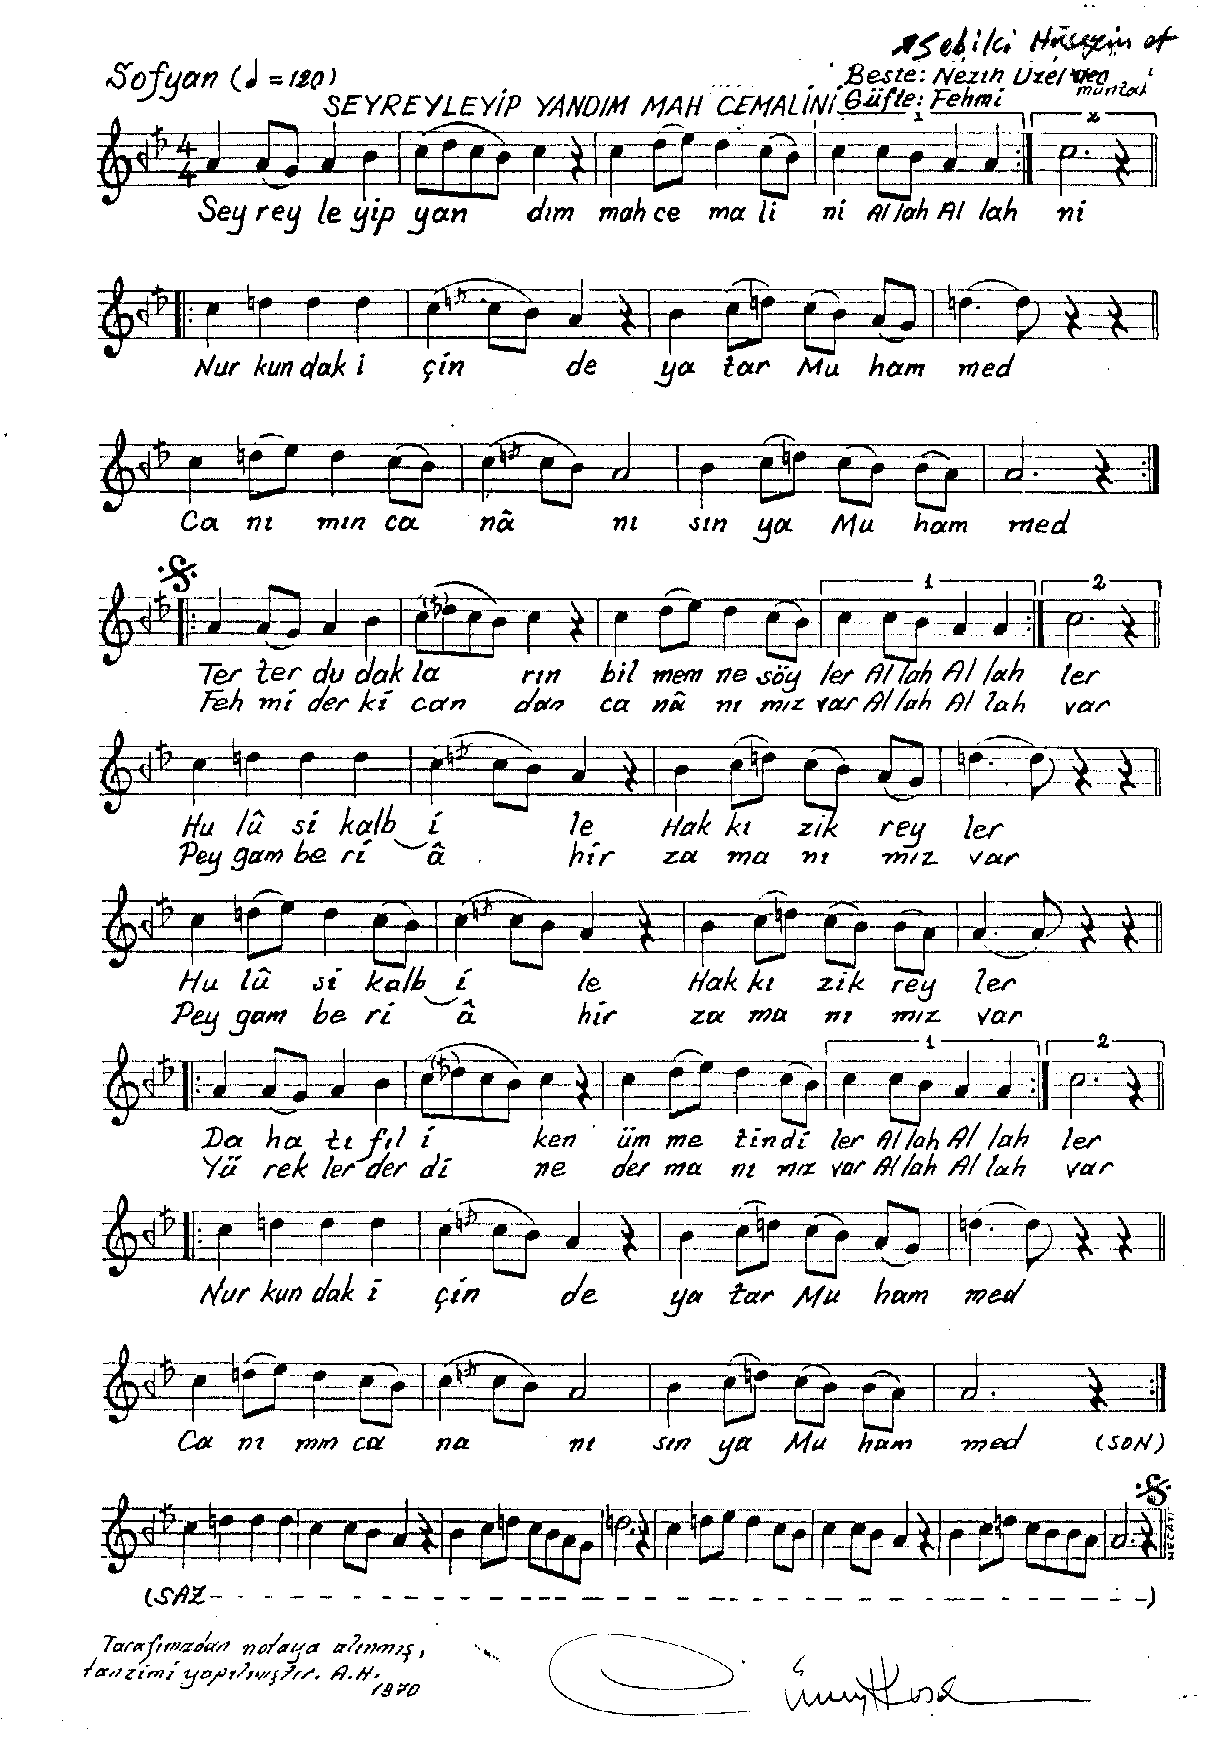 Sebilci Hüseyin ef
Sofyan (♩ = 120)
Beste: Nezih Uzel
SEYREYLEYİP YANDIM MAH CEMALİNİ
Güfte: Fehmi
1 2
4 4
Sey rey le yip yan dım mah ce ma li ni Al lah Al lah ni
Nur kun dak i çin de ya tar Mu ham med
Ca nı mın ca nâ nı sın ya Mu ham med
1 2
Ter ter du dak la rın bil mem ne söy ler Al lah Al lah ler
Feh mi der ki can dan ca nâ nı mız var Al lah Al lah var
Hu lû si kalb i le Hak kı zik rey ler
Pey gam be ri â hir za ma nı mız var
Hu lû si kalb i le Hak kı zik rey ler
Pey gam be ri â hir za ma nı mız var
1 2
Da ha tı fıl i ken üm me tin di ler Al lah Al lah ler
Yü rek ler der di ne der ma nı mız var Al lah Al lah var
Nur kun dak i çin de ya tar Mu ham med
Ca nı mın ca na nı sın ya Mu ham med (SON)
NECATİ
(SAZ - - - )
Tarafımızdan notaya alınmış,
tanzimi yapılmıştır. A.H.
1970